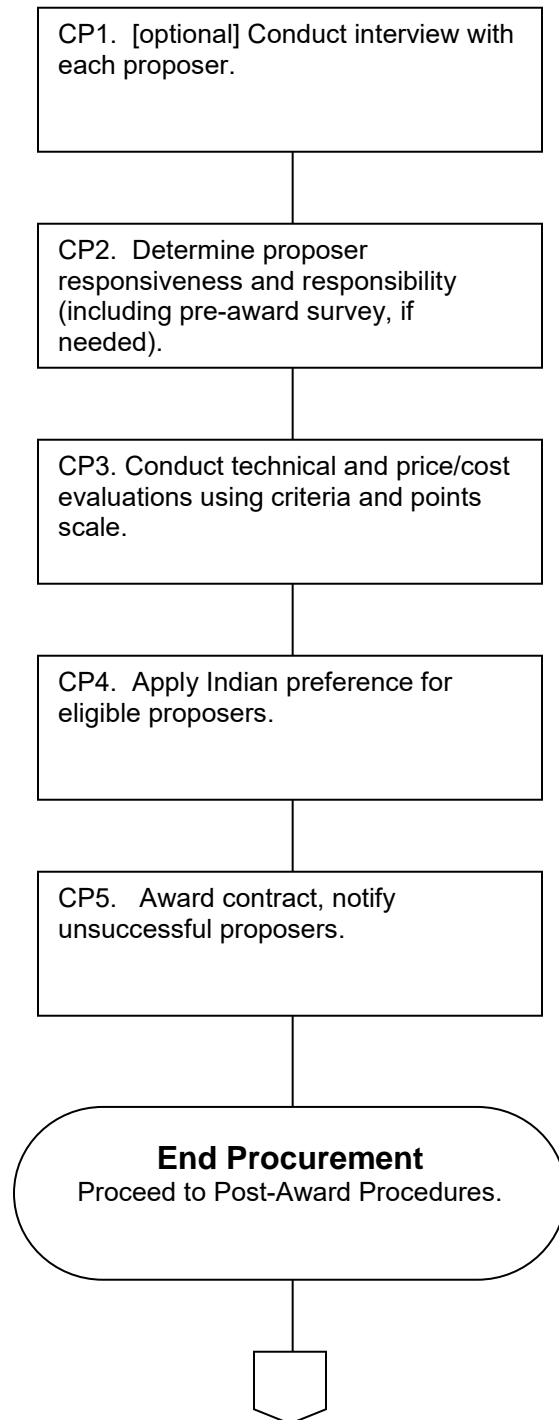 CP1.  [optional] Conduct interview with
each proposer.
CP2.  Determine proposer
responsiveness and responsibility
(including pre-award survey, if
needed).
CP3. Conduct technical and price/cost
evaluations using criteria and points
scale.
CP4.  Apply Indian preference for
eligible proposers.
CP5.   Award contract, notify
unsuccessful proposers.
End Procurement
Proceed to Post-Award Procedures.